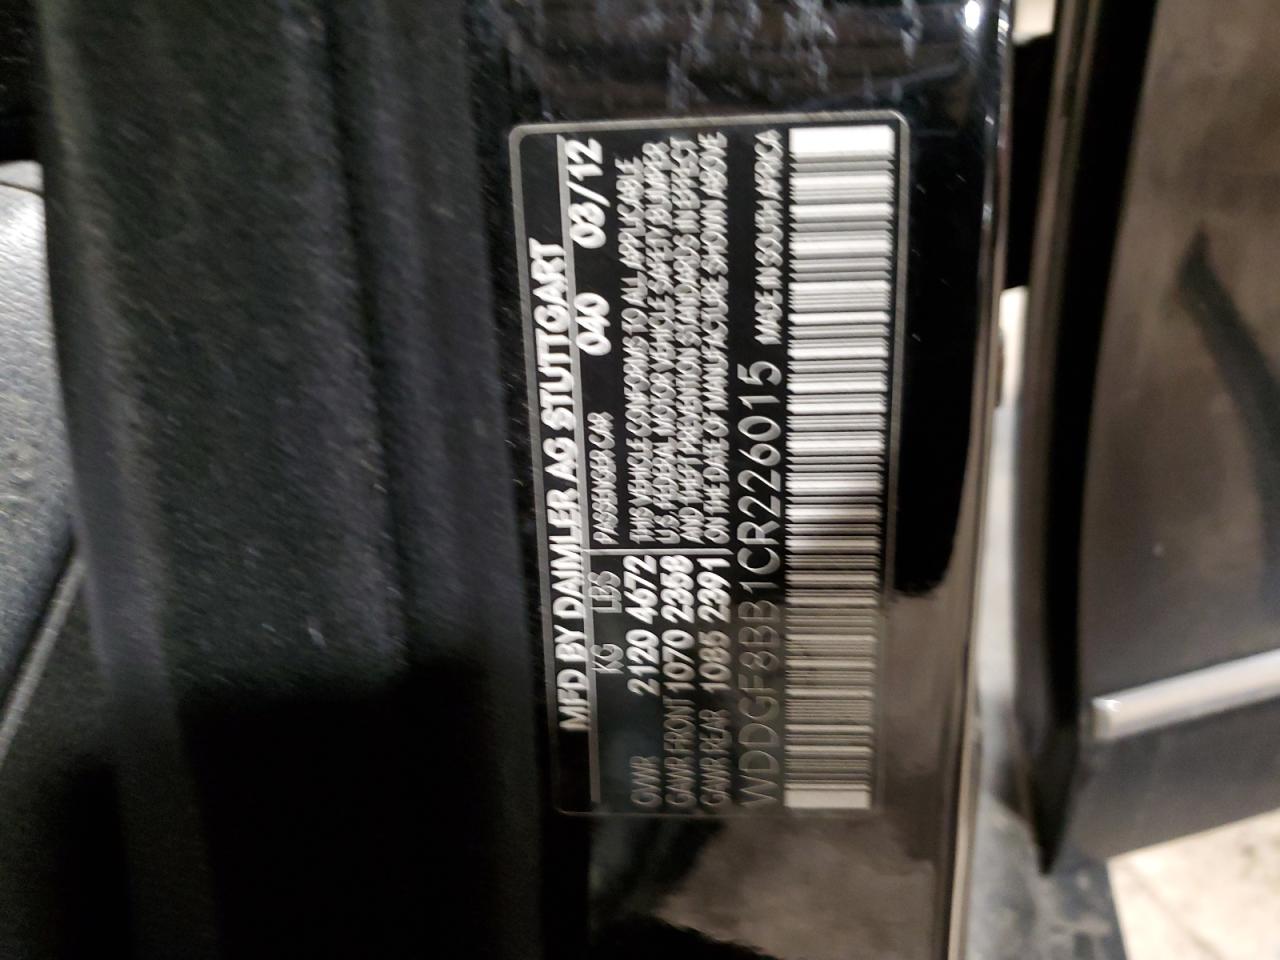 MFD BY DAIMLER AG STUTTGART
KG LBS PASSENGER CAR 040 03/12
GWR 2120 4672 THIS VEHICLE CONFORMS TO ALL APPLICABLE
U.S. FEDERAL MOTOR VEHICLE SAFETY BUMPER
GAWR FRONT 1070 2358 AND THEFT PREVENTION STANDARDS IN EFFECT
GAWR REAR 1085 2391 ON THE DATE OF MANUFACTURE SHOWN ABOVE
WDDGF8BB1CR226015 MADE IN SOUTH AFRICA